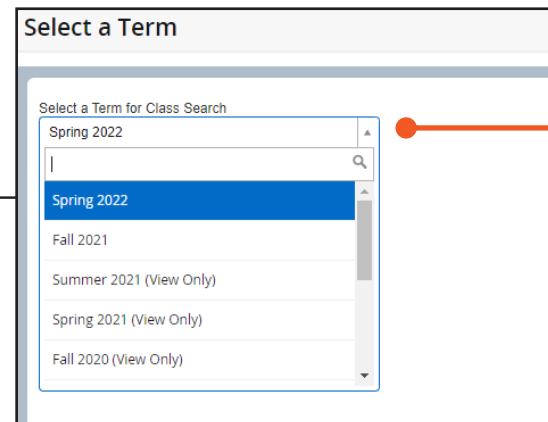 Select a Term
Select a Term for Class Search
Spring 2022
Spring 2022
Fall 2021
Summer 2021 (View Only)
Spring 2021 (View Only)
Fall 2020 (View Only)